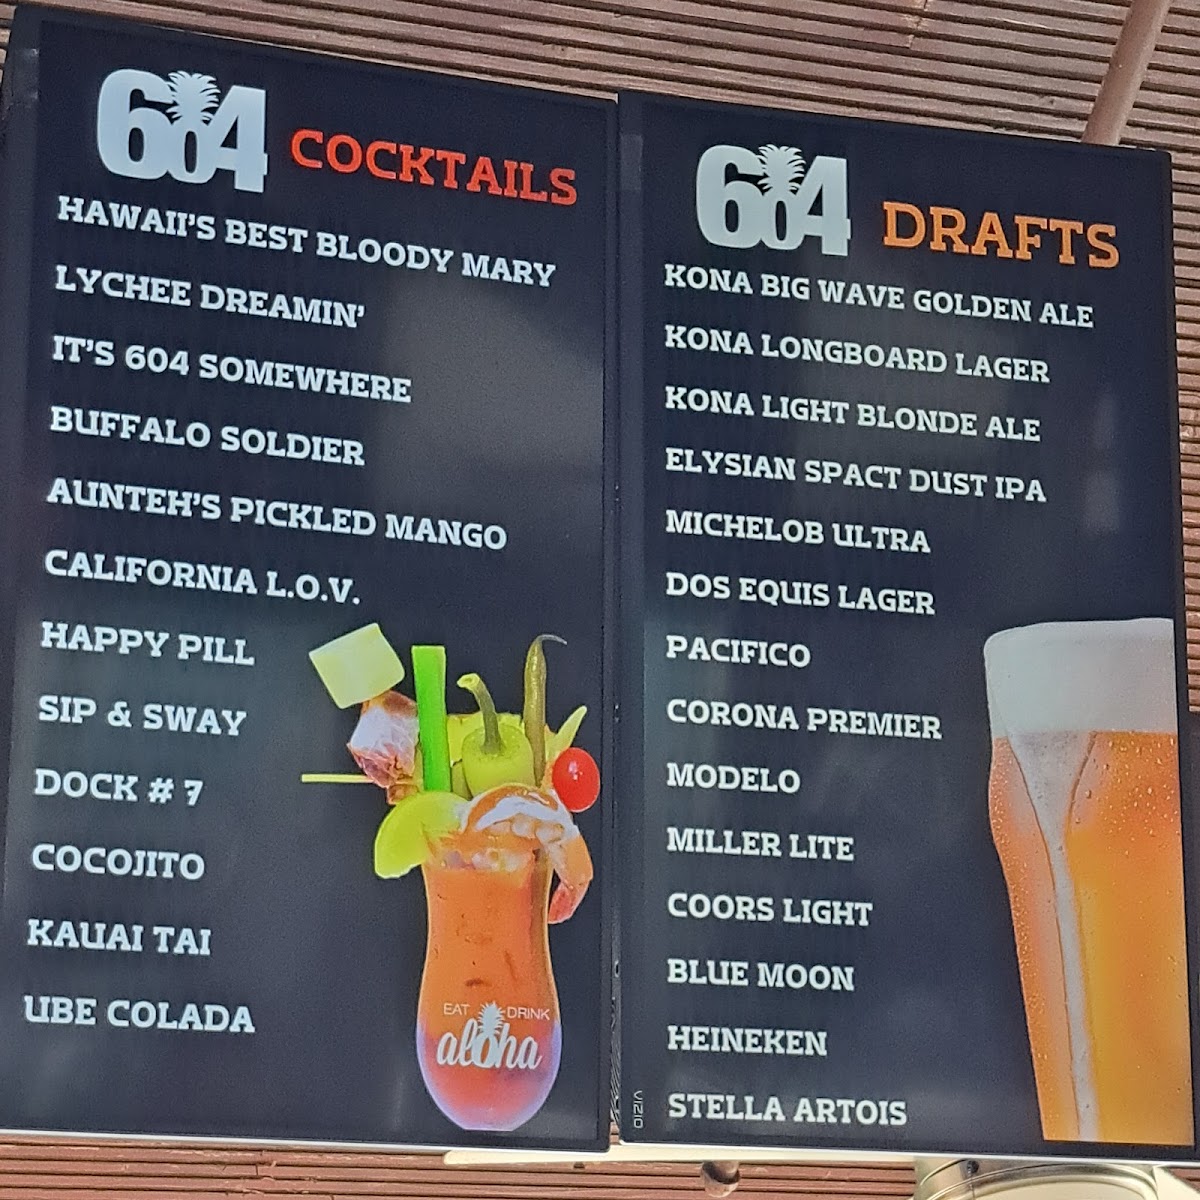 604 COCKTAILS
HAWAII'S BEST BLOODY MARY
LYCHEE DREAMIN'
IT'S 604 SOMEWHERE
BUFFALO SOLDIER
AUNTEH'S PICKLED MANGO
CALIFORNIA L.O.V.
HAPPY PILL
SIP & SWAY
DOCK # 7
COCOJITO
KAUAI TAI
UBE COLADA
EAT DRINK
aloha
604 DRAFTS
KONA BIG WAVE GOLDEN ALE
KONA LONGBOARD LAGER
KONA LIGHT BLONDE ALE
ELYSIAN SPACT DUST IPA
MICHELOB ULTRA
DOS EQUIS LAGER
PACIFICO
CORONA PREMIER
MODELO
MILLER LITE
COORS LIGHT
BLUE MOON
HEINEKEN
STELLA ARTOIS
VIZIO